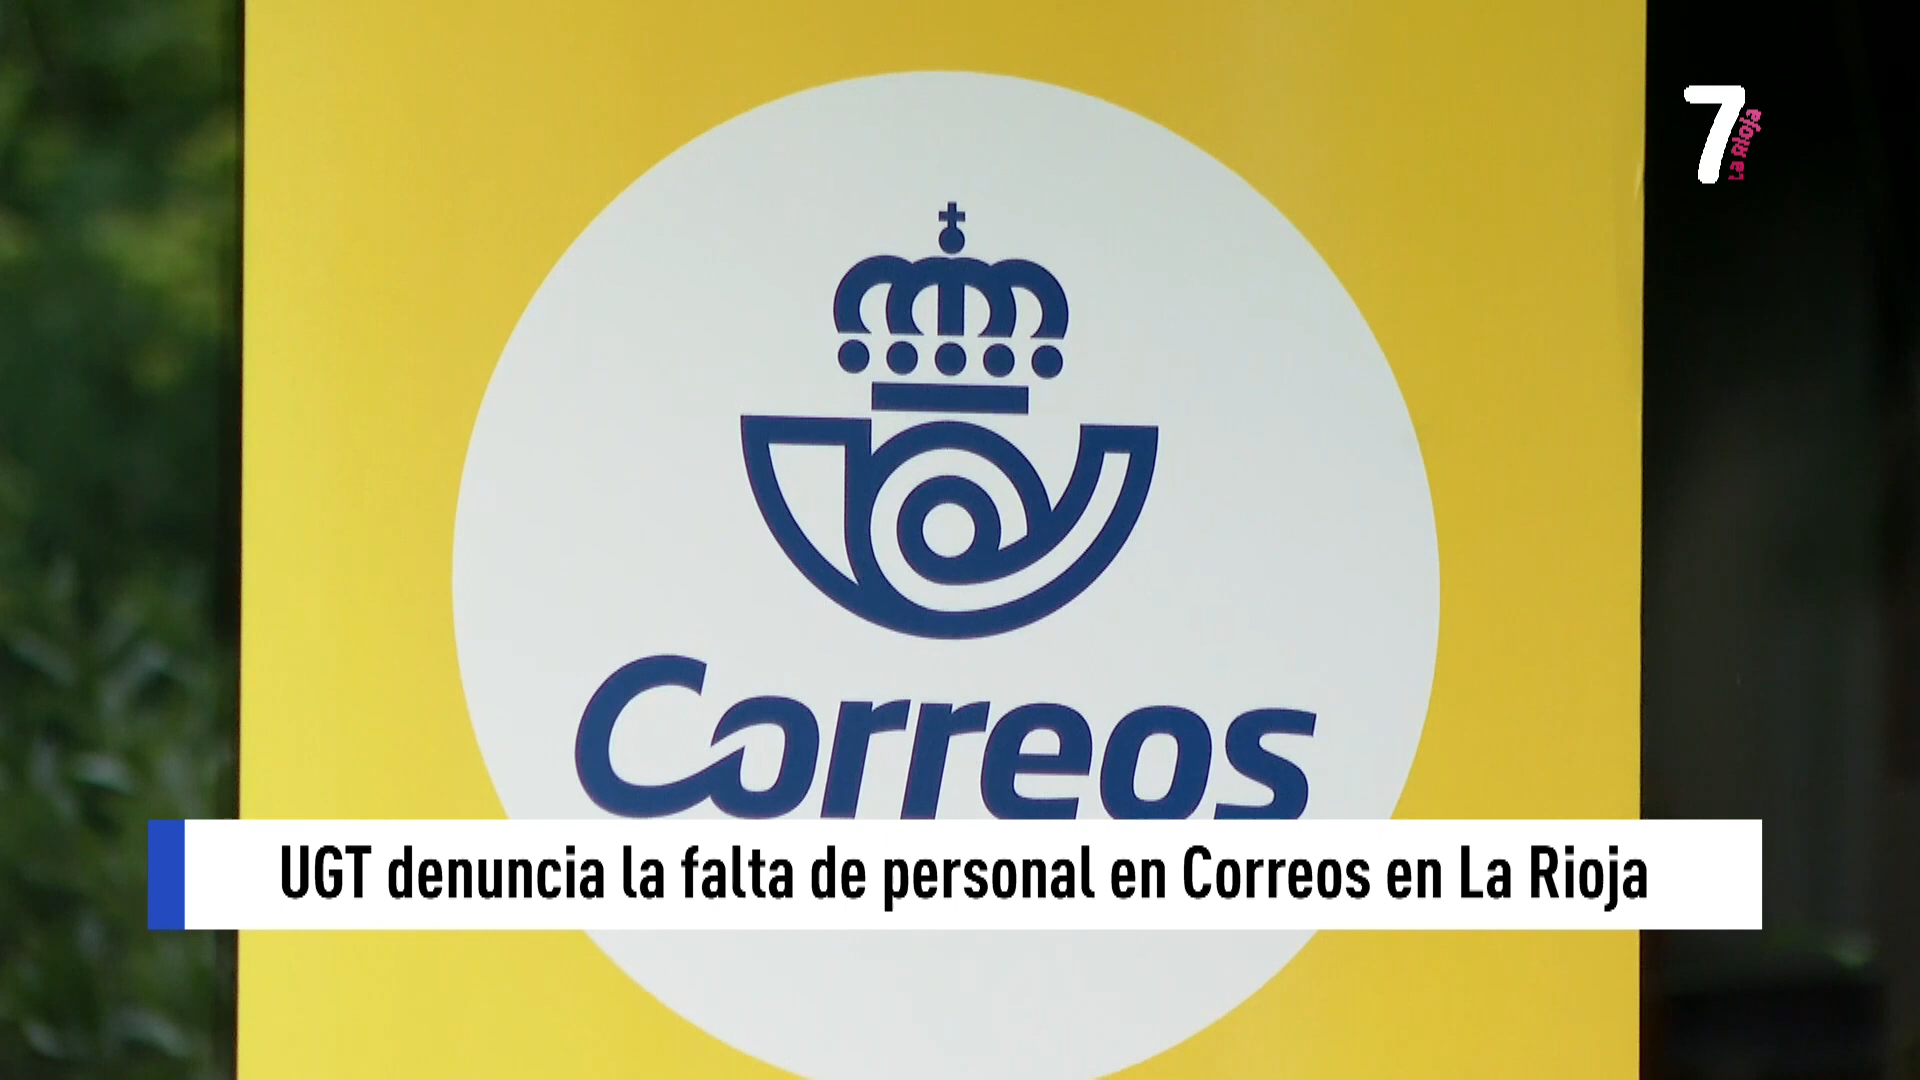 7
La Rioja
Correos
UGT denuncia la falta de personal en Correos en La Rioja